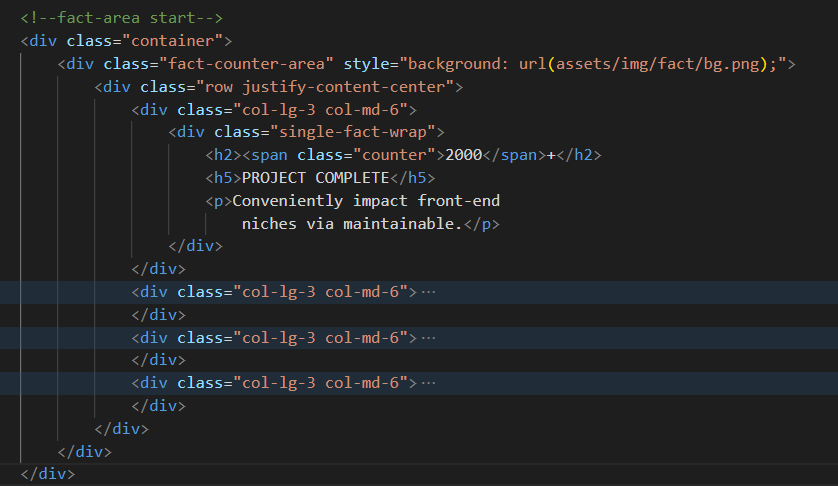 <!--fact-area start-->
<div class="container">
    <div class="fact-counter-area" style="background: url(assets/img/fact/bg.png);">
        <div class="row justify-content-center">
            <div class="col-lg-3 col-md-6">
                <div class="single-fact-wrap">
                    <h2><span class="counter">2000</span>+</h2>
                    <h5>PROJECT COMPLETE</h5>
                    <p>Conveniently impact front-end
                        niches via maintainable.</p>
                </div>
            </div>
            <div class="col-lg-3 col-md-6">···
            </div>
            <div class="col-lg-3 col-md-6">···
            </div>
            <div class="col-lg-3 col-md-6">···
            </div>
        </div>
    </div>
</div>